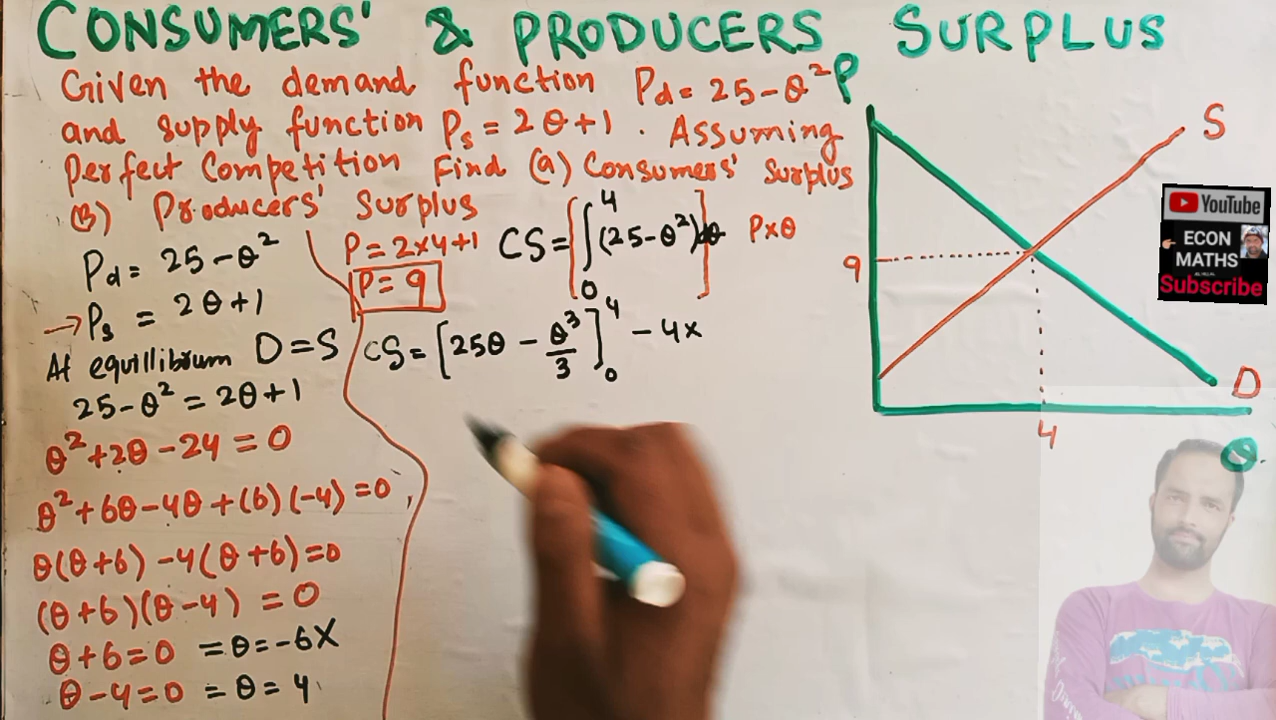 CONSUMERS' & PRODUCERS, SURPLUS
Given the demand function Pd = 25 - θ²
and supply function Ps = 2θ+1 . Assuming
Perfect Competition Find (a) Consumers' Surplus
(B) Producers' Surplus
Pd = 25 - θ²
→ Ps = 2θ+1
At equillibrium D = S
25 - θ² = 2θ+1
θ² + 2θ - 24 = 0
θ² + 6θ - 4θ + (6)(-4) = 0
θ(θ+6) - 4(θ+6) = 0
(θ+6)(θ-4) = 0
θ+6 = 0 = θ = -6 X
θ-4 = 0 = θ = 4
P = 2×4+1
P = 9
CS = [∫₀⁴ (25-θ²)dθ] P×θ
CS = [25θ - θ³/3]₀⁴ - 4×
P
S
9
D
4
θ
YouTube
ECON
MATHS
Subscribe